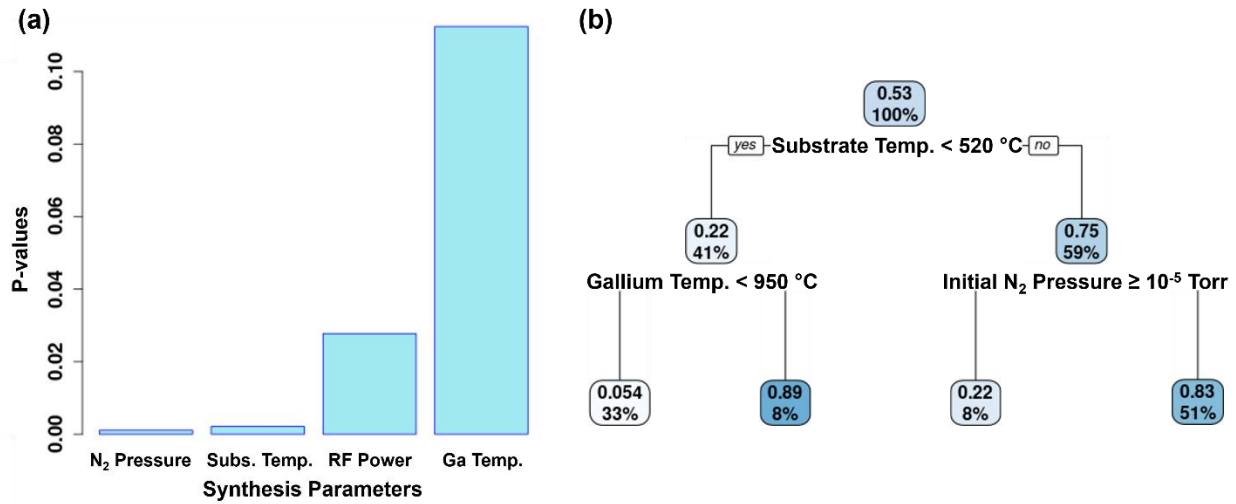 (a)
P-values
0.10
0.08
0.06
0.04
0.02
0.00
N₂ Pressure Subs. Temp. RF Power Ga Temp.
Synthesis Parameters
(b)
0.53
100%
yes Substrate Temp. < 520 °C no
0.22
41%
0.75
59%
Gallium Temp. < 950 °C
Initial N₂ Pressure ≥ 10⁻⁵ Torr
0.054
33%
0.89
8%
0.22
8%
0.83
51%